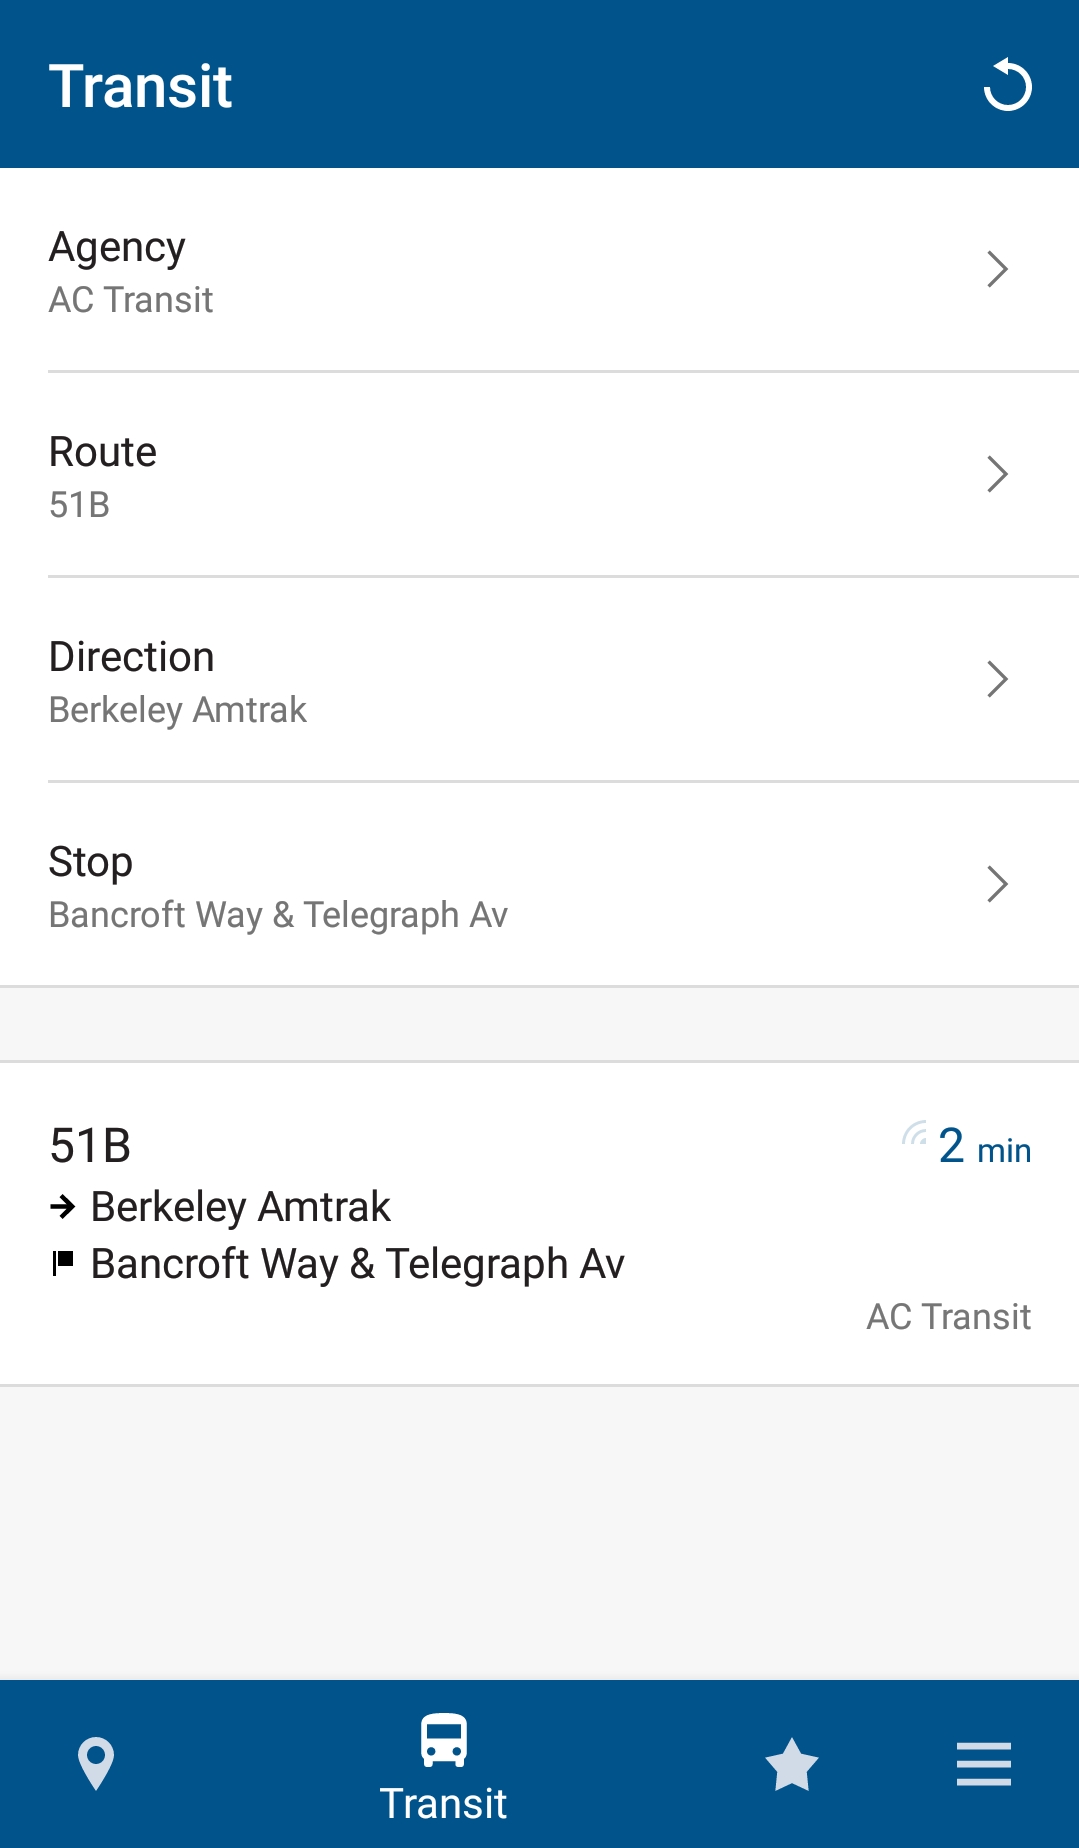 Transit
Agency
AC Transit
Route
51B
Direction
Berkeley Amtrak
Stop
Bancroft Way & Telegraph Av
51B
2 min
Berkeley Amtrak
Bancroft Way & Telegraph Av
AC Transit
Transit